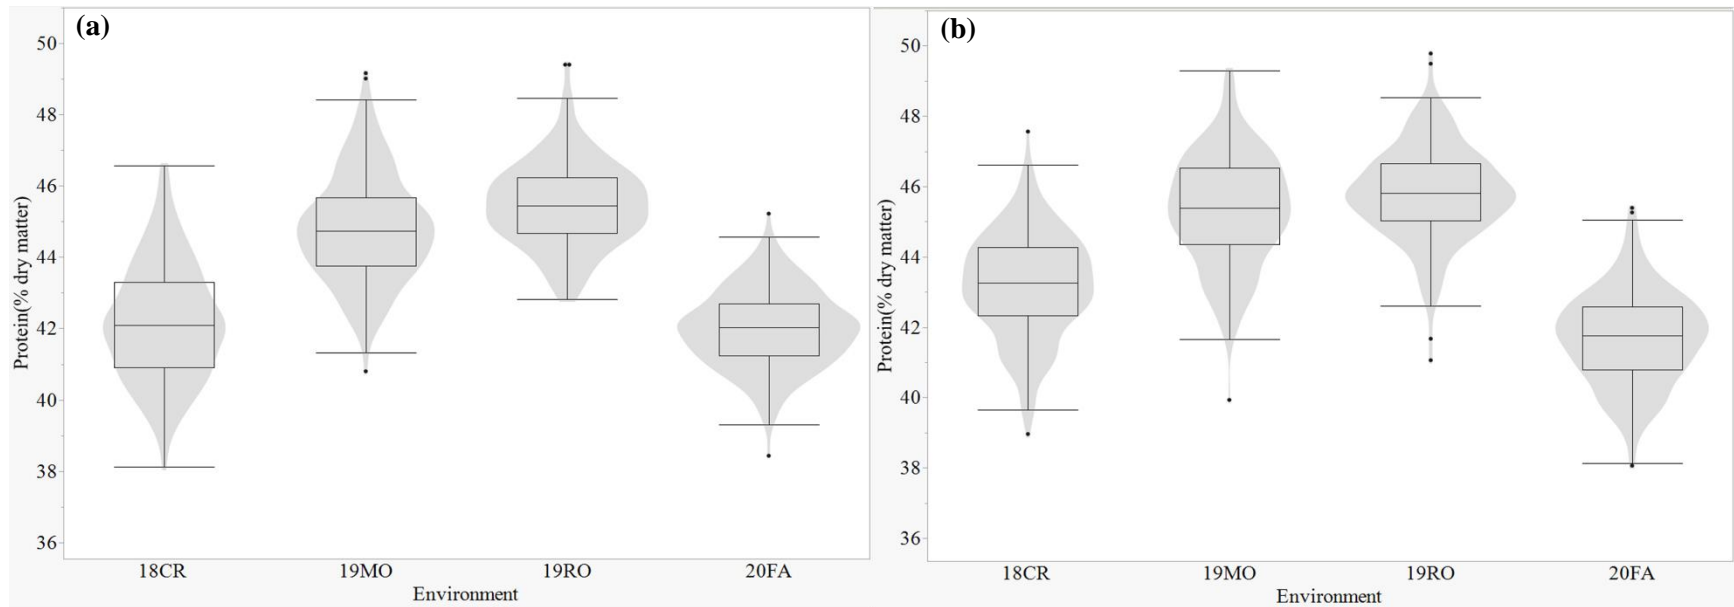 (a)
Protein(% dry matter)
50
48
46
44
42
40
38
36
18CR 19MO 19RO 20FA
Environment
(b)
Protein(% dry matter)
50
48
46
44
42
40
38
36
18CR 19MO 19RO 20FA
Environment